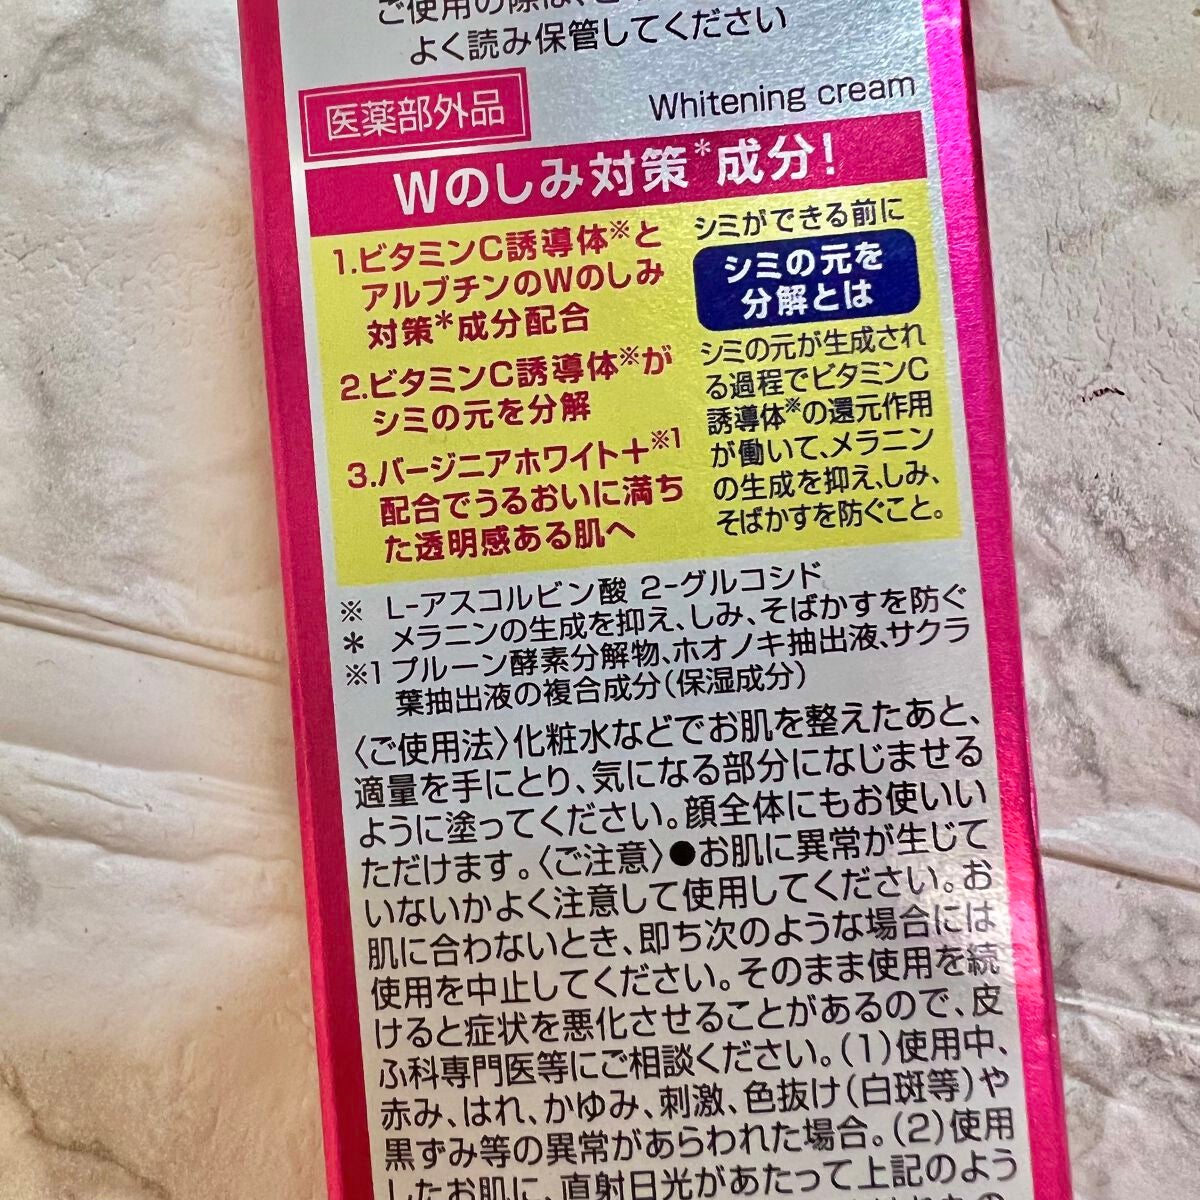 ご使用の際は、
よく読み保管してください
医薬部外品
Whitening cream
Wのしみ対策*成分!
1.ビタミンC誘導体※と
アルブチンのWのしみ
対策*成分配合
2.ビタミンC誘導体※が
シミの元を分解
3.バージニアホワイト+※1
配合でうるおいに満ち
た透明感ある肌へ
シミができる前に
シミの元を
分解とは
シミの元が生成され
る過程でビタミンC
誘導体※の還元作用
が働いて、メラニン
の生成を抑え、しみ、
そばかすを防ぐこと。
※ L-アスコルビン酸 2-グルコシド
* メラニンの生成を抑え、しみ、そばかすを防ぐ
※1 プルーン酵素分解物、ホオノキ抽出液、サクラ
葉抽出液の複合成分(保湿成分)
〈ご使用法〉化粧水などでお肌を整えたあと、
適量を手にとり、気になる部分になじませる
ように塗ってください。顔全体にもお使いい
ただけます。〈ご注意〉●お肌に異常が生じて
いないかよく注意して使用してください。お
肌に合わないとき、即ち次のような場合には
使用を中止してください。そのまま使用を続
けると症状を悪化させることがあるので、皮
ふ科専門医等にご相談ください。(1)使用中、
赤み、はれ、かゆみ、刺激、色抜け(白斑等)や
黒ずみ等の異常があらわれた場合。(2)使用
したお肌に、直射日光があたって上記のよう